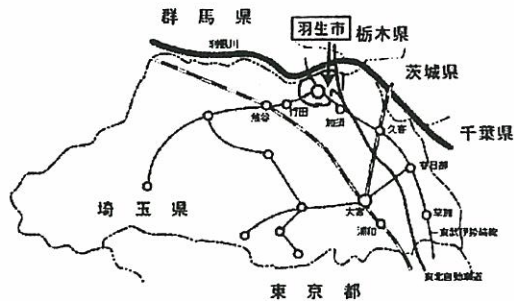 群馬県
羽生市
栃木県
利根川
茨城県
熊谷
行田
加須
久喜
千葉県
春日部
埼玉県
大宮
草加
浦和
東武伊勢崎線
東北自動車道
東京都